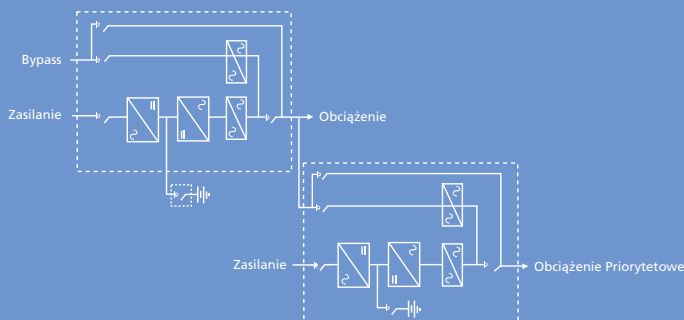 Bypass
Zasilanie
Obciążenie
Zasilanie
Obciążenie Priorytetowe